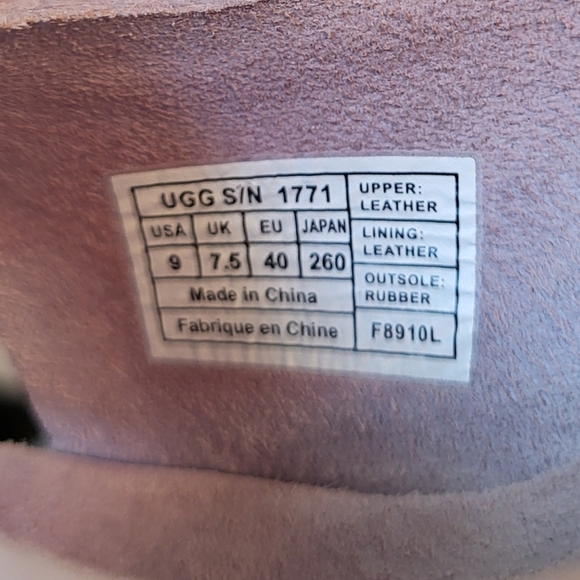 UGG S/N 1771
USA UK EU JAPAN
9 7.5 40 260
Made in China
Fabrique en Chine
UPPER:
LEATHER
LINING:
LEATHER
OUTSOLE:
RUBBER
F8910L